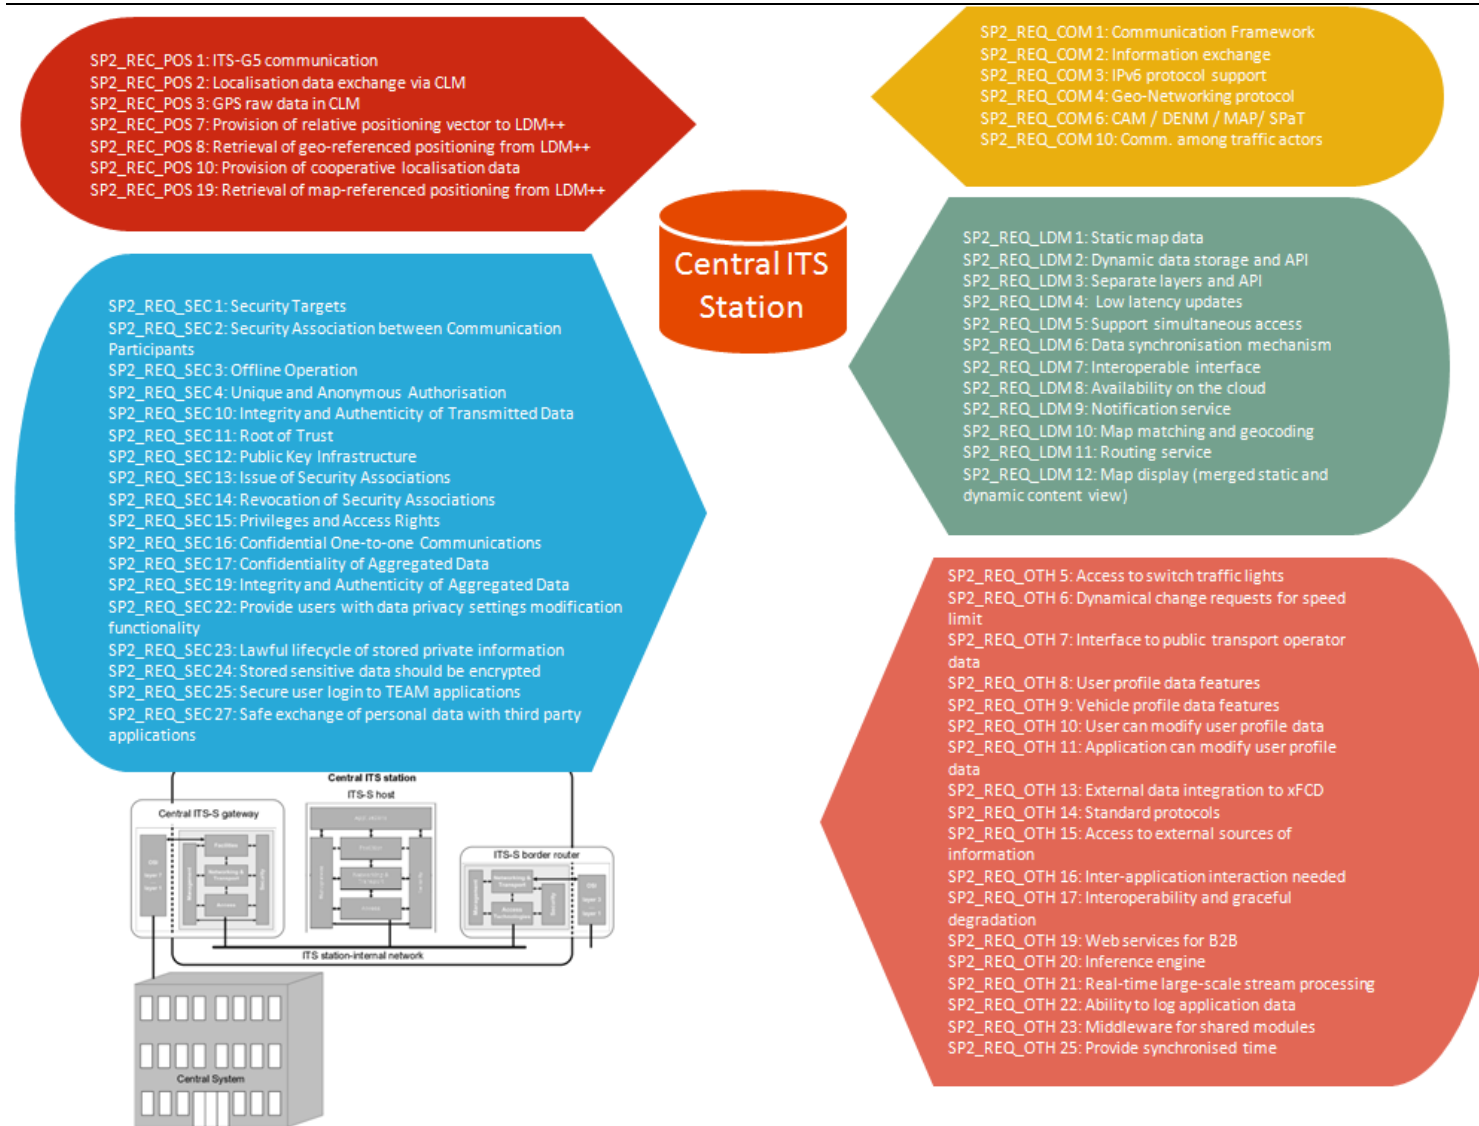 SP2_REC_POS 1: ITS-G5 communication
SP2_REC_POS 2: Localisation data exchange via CLM
SP2_REC_POS 3: GPS raw data in CLM
SP2_REC_POS 7: Provision of relative positioning vector to LDM++
SP2_REC_POS 8: Retrieval of geo-referenced positioning from LDM++
SP2_REC_POS 10: Provision of cooperative localisation data
SP2_REC_POS 19: Retrieval of map-referenced positioning from LDM++
SP2_REQ_COM 1: Communication Framework
SP2_REQ_COM 2: Information exchange
SP2_REQ_COM 3: IPv6 protocol support
SP2_REQ_COM 4: Geo-Networking protocol
SP2_REQ_COM 6: CAM / DENM / MAP/ SPaT
SP2_REQ_COM 10: Comm. among traffic actors
Central ITS
Station
SP2_REQ_SEC 1: Security Targets
SP2_REQ_SEC 2: Security Association between Communication
Participants
SP2_REQ_SEC 3: Offline Operation
SP2_REQ_SEC 4: Unique and Anonymous Authorisation
SP2_REQ_SEC 10: Integrity and Authenticity of Transmitted Data
SP2_REQ_SEC 11: Root of Trust
SP2_REQ_SEC 12: Public Key Infrastructure
SP2_REQ_SEC 13: Issue of Security Associations
SP2_REQ_SEC 14: Revocation of Security Associations
SP2_REQ_SEC 15: Privileges and Access Rights
SP2_REQ_SEC 16: Confidential One-to-one Communications
SP2_REQ_SEC 17: Confidentiality of Aggregated Data
SP2_REQ_SEC 19: Integrity and Authenticity of Aggregated Data
SP2_REQ_SEC 22: Provide users with data privacy settings modification
functionality
SP2_REQ_SEC 23: Lawful lifecycle of stored private information
SP2_REQ_SEC 24: Stored sensitive data should be encrypted
SP2_REQ_SEC 25: Secure user login to TEAM applications
SP2_REQ_SEC 27: Safe exchange of personal data with third party
applications
SP2_REQ_LDM 1: Static map data
SP2_REQ_LDM 2: Dynamic data storage and API
SP2_REQ_LDM 3: Separate layers and API
SP2_REQ_LDM 4: Low latency updates
SP2_REQ_LDM 5: Support simultaneous access
SP2_REQ_LDM 6: Data synchronisation mechanism
SP2_REQ_LDM 7: Interoperable interface
SP2_REQ_LDM 8: Availability on the cloud
SP2_REQ_LDM 9: Notification service
SP2_REQ_LDM 10: Map matching and geocoding
SP2_REQ_LDM 11: Routing service
SP2_REQ_LDM 12: Map display (merged static and
dynamic content view)
SP2_REQ_OTH 5: Access to switch traffic lights
SP2_REQ_OTH 6: Dynamical change requests for speed
limit
SP2_REQ_OTH 7: Interface to public transport operator
data
SP2_REQ_OTH 8: User profile data features
SP2_REQ_OTH 9: Vehicle profile data features
SP2_REQ_OTH 10: User can modify user profile data
SP2_REQ_OTH 11: Application can modify user profile
data
SP2_REQ_OTH 13: External data integration to xFCD
SP2_REQ_OTH 14: Standard protocols
SP2_REQ_OTH 15: Access to external sources of
information
SP2_REQ_OTH 16: Inter-application interaction needed
SP2_REQ_OTH 17: Interoperability and graceful
degradation
SP2_REQ_OTH 19: Web services for B2B
SP2_REQ_OTH 20: Inference engine
SP2_REQ_OTH 21: Real-time large-scale stream processing
SP2_REQ_OTH 22: Ability to log application data
SP2_REQ_OTH 23: Middleware for shared modules
SP2_REQ_OTH 25: Provide synchronised time
Central ITS station
ITS-S host
Central ITS-S gateway
Facilities
Networking &
Transport
Access
Management
Security
ITS-S border router
Networking &
Transport
Access
Technologies
Management
Security
ITS station-internal network
Central System